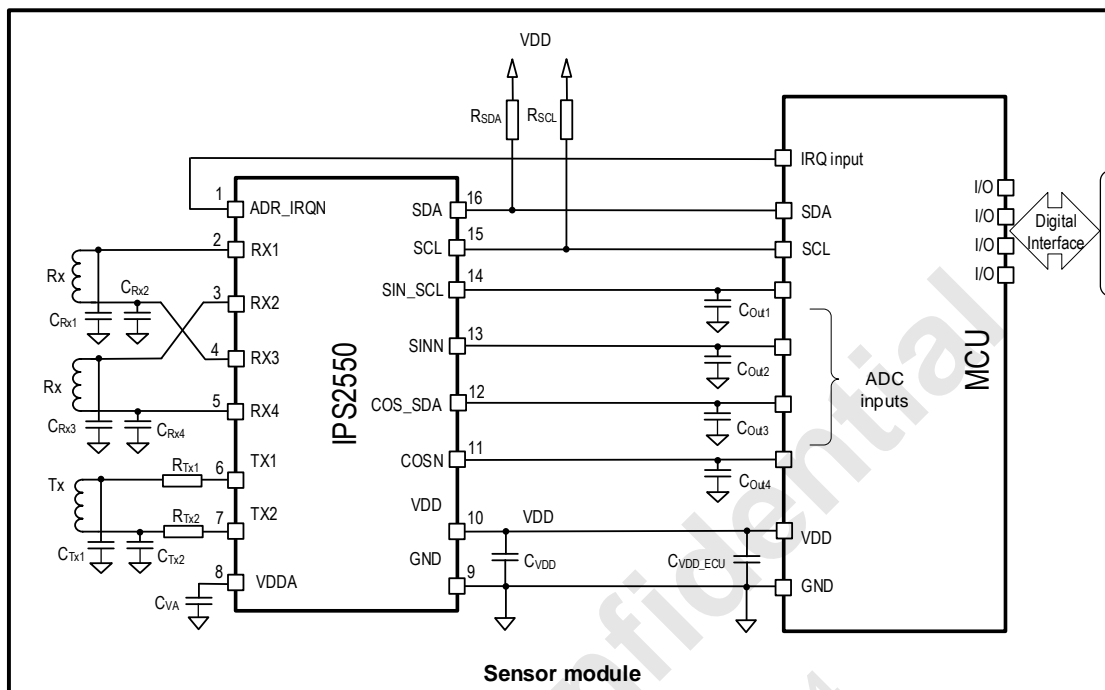 VDD
RSDA
RSCL
IRQ input
1
ADR_IRQN
SDA
16
SDA
I/O
I/O
I/O
I/O
Digital
Interface
2
RX1
SCL
15
SCL
Rx
CRx1
CRx2
3
RX2
SIN_SCL
14
COut1
4
RX3
SINN
13
COut2
ADC
inputs
MCU
IPS2550
Rx
CRx3
CRx4
5
RX4
COS_SDA
12
COut3
TX1
6
RTx1
COSN
11
COut4
Tx
CTx1
CTx2
RTx2
TX2
7
VDD
10
VDD
VDD
CVDD
CVDD_ECU
GND
9
GND
8
VDDA
CVA
Sensor module
nfidential